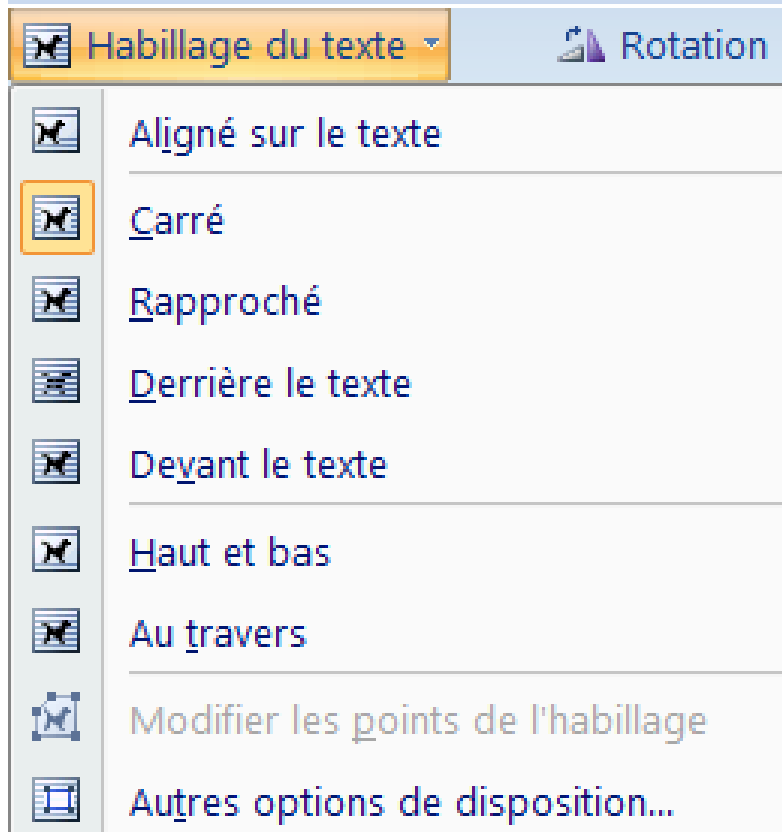 Habillage du texte Rotation
Aligné sur le texte
Carré
Rapproché
Derrière le texte
Devant le texte
Haut et bas
Au travers
Modifier les points de l'habillage
Autres options de disposition...